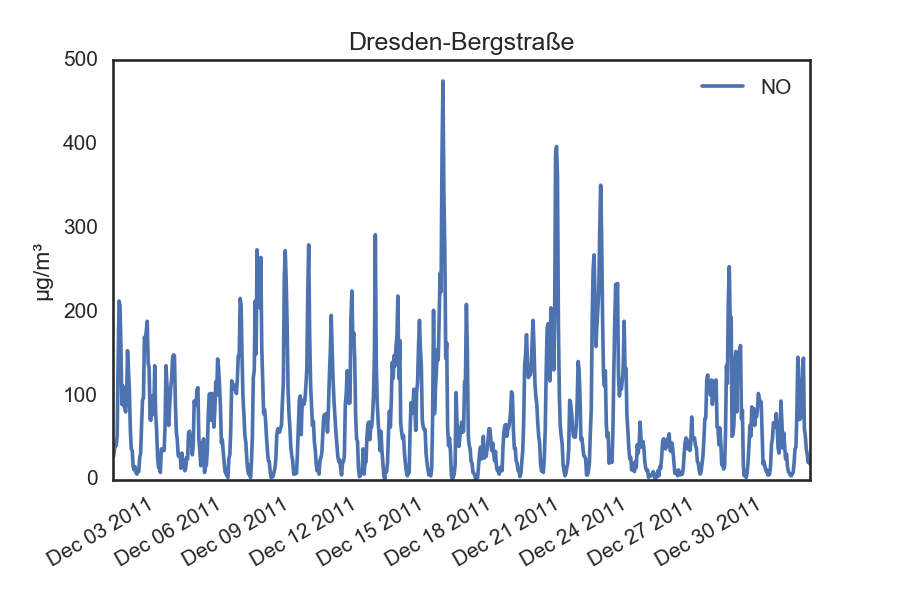 Dresden-Bergstraße
NO
µg/m³
500
400
300
200
100
0
Dec 03 2011
Dec 06 2011
Dec 09 2011
Dec 12 2011
Dec 15 2011
Dec 18 2011
Dec 21 2011
Dec 24 2011
Dec 27 2011
Dec 30 2011